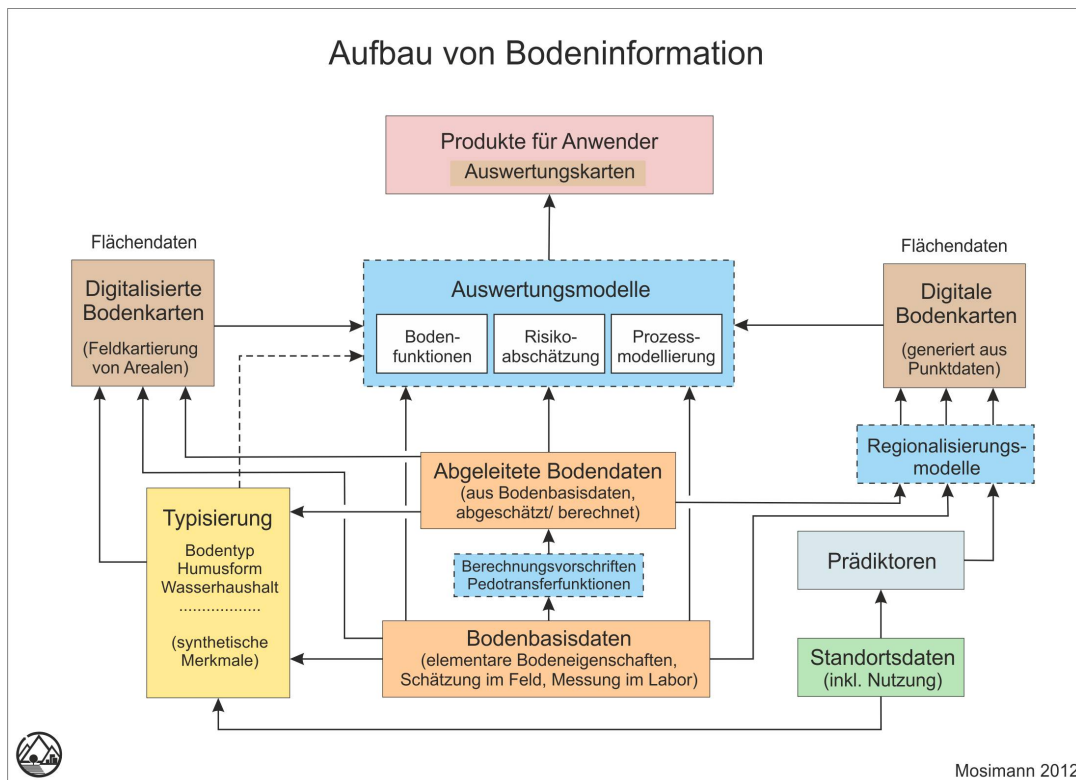 Aufbau von Bodeninformation
Produkte für Anwender
Auswertungskarten
Flächendaten
Digitalisierte
Bodenkarten
(Feldkartierung
von Arealen)
Auswertungsmodelle
Boden-
funktionen
Risiko-
abschätzung
Prozess-
modellierung
Flächendaten
Digitale
Bodenkarten
(generiert aus
Punktdaten)
Regionalisierungs-
modelle
Abgeleitete Bodendaten
(aus Bodenbasisdaten,
abgeschätzt/ berechnet)
Typisierung
Bodentyp
Humusform
Wasserhaushalt
..................
(synthetische
Merkmale)
Berechnungsvorschriften
Pedotransferfunktionen
Prädiktoren
Bodenbasisdaten
(elementare Bodeneigenschaften,
Schätzung im Feld, Messung im Labor)
Standortsdaten
(inkl. Nutzung)
Mosimann 2012